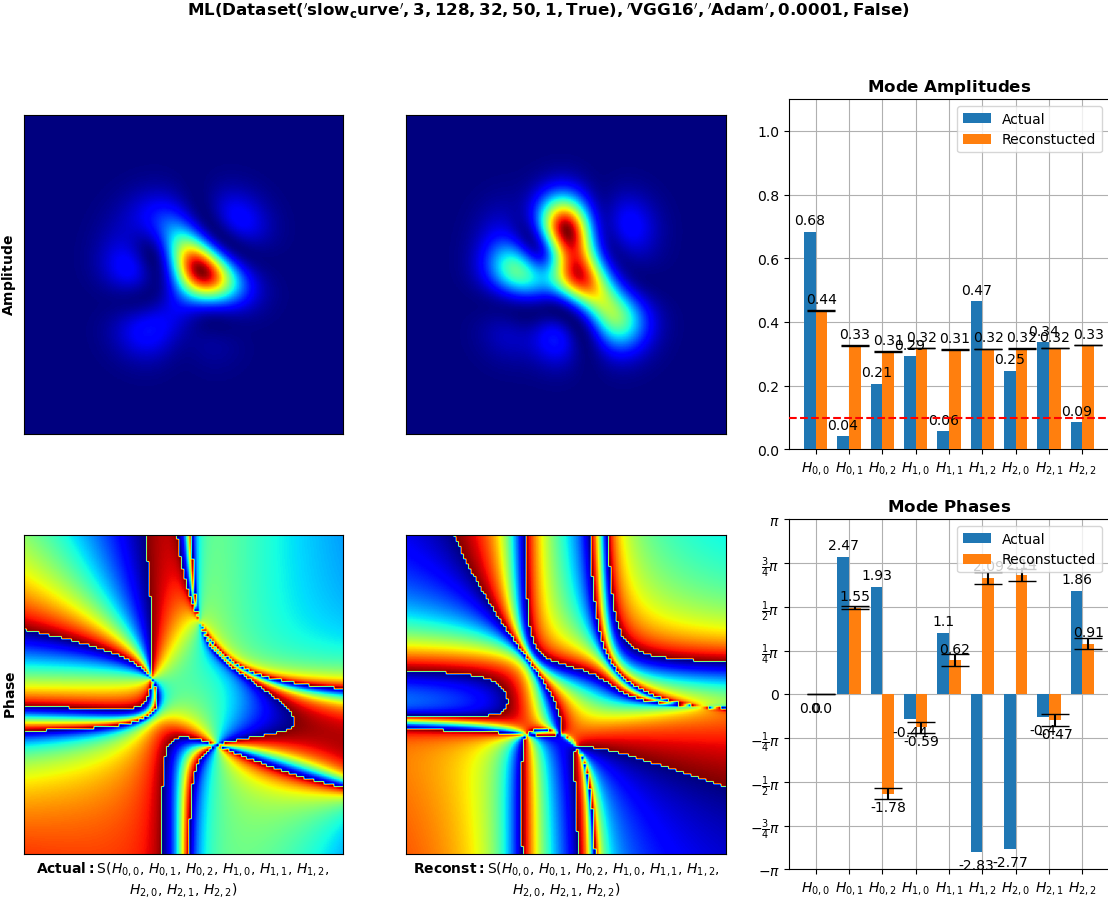 ML(Dataset('slow_curve', 3, 128, 32, 50, 1, True), 'VGG16', 'Adam', 0.0001, False)
Amplitude
Mode Amplitudes
Actual
Reconstucted
1.0
0.8
0.6
0.4
0.2
0.0
0.68
0.44
0.04
0.33
0.21
0.31
0.29
0.32
0.06
0.31
0.47
0.32
0.25
0.32
0.34
0.32
0.09
0.33
H0,0 H0,1 H0,2 H1,0 H1,1 H1,2 H2,0 H2,1 H2,2
Phase
Mode Phases
Actual
Reconstucted
π
3/4π
1/2π
1/4π
0
−1/4π
−1/2π
−3/4π
−π
0.0
0.0
2.47
1.55
1.93
-1.78
-0.44
-0.59
1.1
0.62
-2.83
2.09
-2.77
-0.47
1.86
0.91
H0,0 H0,1 H0,2 H1,0 H1,1 H1,2 H2,0 H2,1 H2,2
Actual: S(H0,0, H0,1, H0,2, H1,0, H1,1, H1,2,
H2,0, H2,1, H2,2)
Reconst: S(H0,0, H0,1, H0,2, H1,0, H1,1, H1,2,
H2,0, H2,1, H2,2)